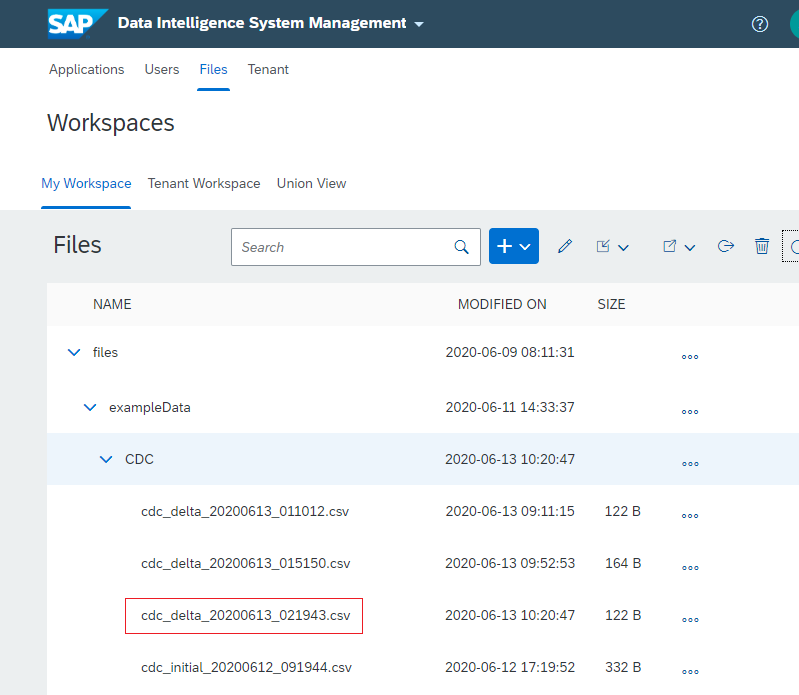 SAP Data Intelligence System Management
Applications Users Files Tenant
Workspaces
My Workspace Tenant Workspace Union View
Files Search
NAME MODIFIED ON SIZE
files 2020-06-09 08:11:31
exampleData 2020-06-11 14:33:37
CDC 2020-06-13 10:20:47
cdc_delta_20200613_011012.csv 2020-06-13 09:11:15 122 B
cdc_delta_20200613_015150.csv 2020-06-13 09:52:53 164 B
cdc_delta_20200613_021943.csv 2020-06-13 10:20:47 122 B
cdc_initial_20200612_091944.csv 2020-06-12 17:19:52 332 B